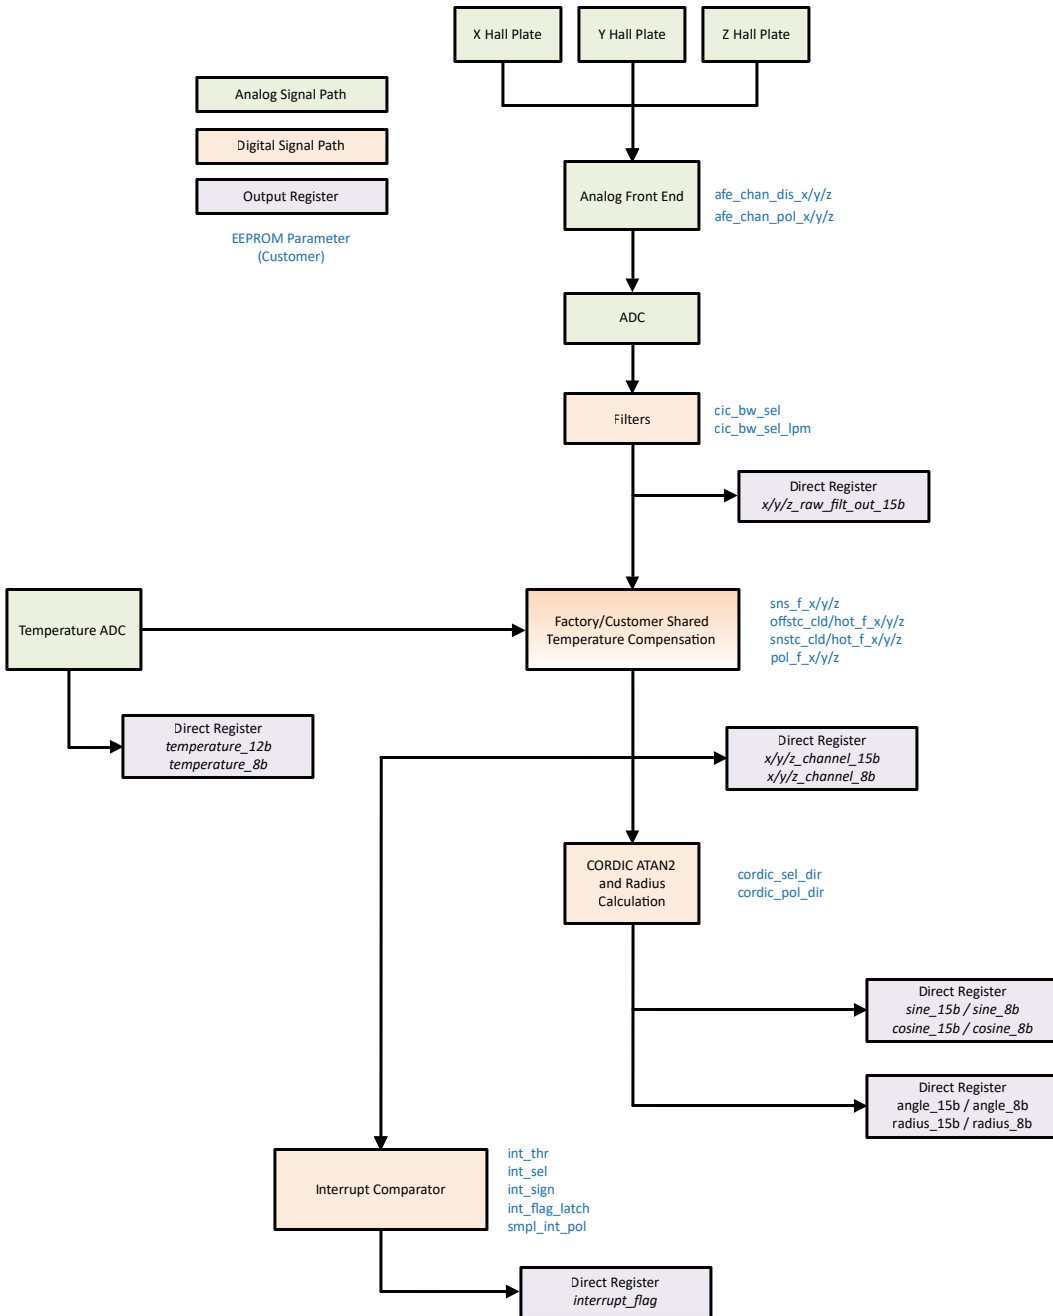 X Hall Plate
Y Hall Plate
Z Hall Plate
Analog Signal Path
Digital Signal Path
Output Register
EEPROM Parameter
(Customer)
Analog Front End
afe_chan_dis_x/y/z
afe_chan_pol_x/y/z
ADC
Filters
cic_bw_sel
cic_bw_sel_lpm
Direct Register
x/y/z_raw_filt_out_15b
Temperature ADC
Factory/Customer Shared
Temperature Compensation
sns_f_x/y/z
offstc_cld/hot_f_x/y/z
snstc_cld/hot_f_x/y/z
pol_f_x/y/z
Direct Register
temperature_12b
temperature_8b
Direct Register
x/y/z_channel_15b
x/y/z_channel_8b
CORDIC ATAN2
and Radius
Calculation
cordic_sel_dir
cordic_pol_dir
Direct Register
sine_15b / sine_8b
cosine_15b / cosine_8b
Direct Register
angle_15b / angle_8b
radius_15b / radius_8b
Interrupt Comparator
int_thr
int_sel
int_sign
int_flag_latch
smpl_int_pol
Direct Register
interrupt_flag